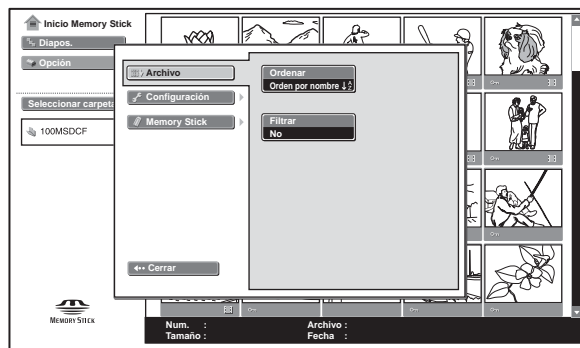 Inicio Memory Stick
Diapos.
Opción
Seleccionar carpeta
100MSDCF
Archivo
Configuración
Memory Stick
Cerrar
Ordenar
Orden por nombre
Filtrar
No
MEMORY STICK
Num. :
Archivo :
Tamaño :
Fecha :